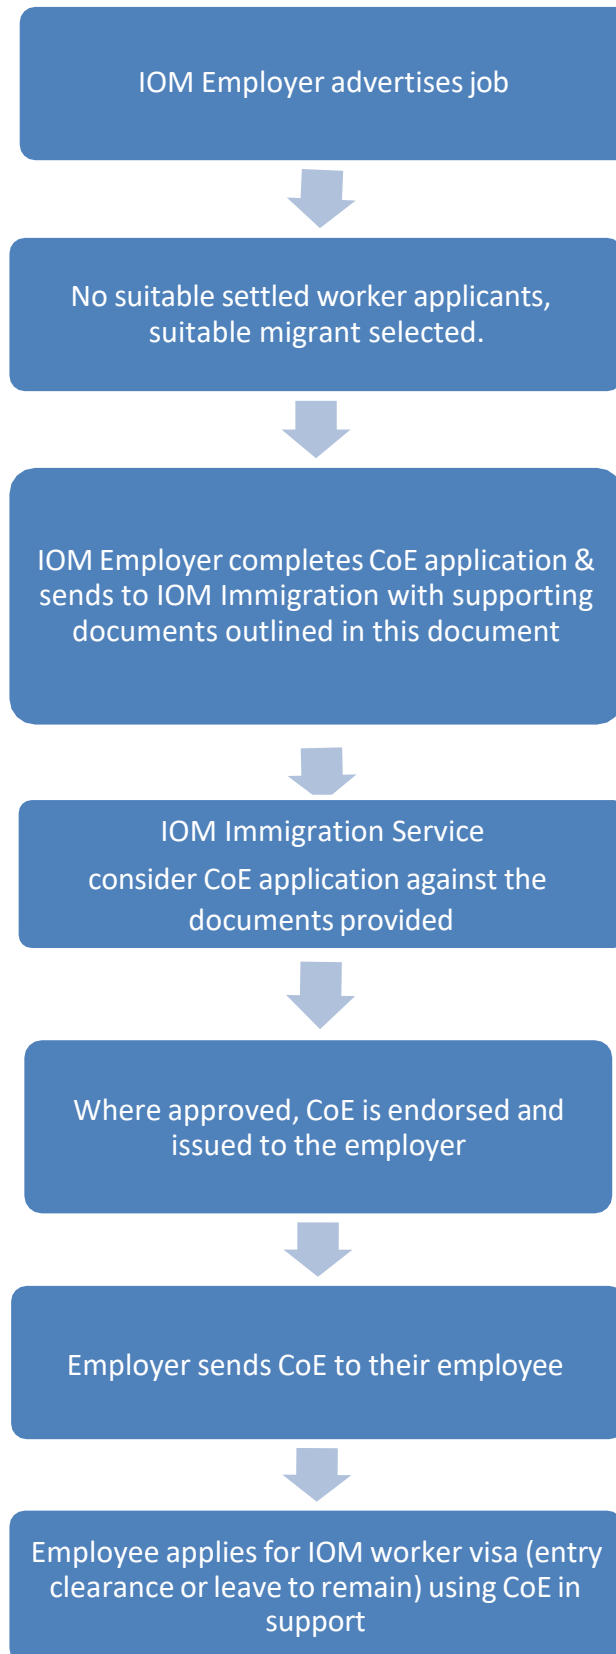 IOM Employer advertises job
No suitable settled worker applicants,
suitable migrant selected.
IOM Employer completes CoE application &
sends to IOM Immigration with supporting
documents outlined in this document
IOM Immigration Service
consider CoE application against the
documents provided
Where approved, CoE is endorsed and
issued to the employer
Employer sends CoE to their employee
Employee applies for IOM worker visa (entry
clearance or leave to remain) using CoE in
support